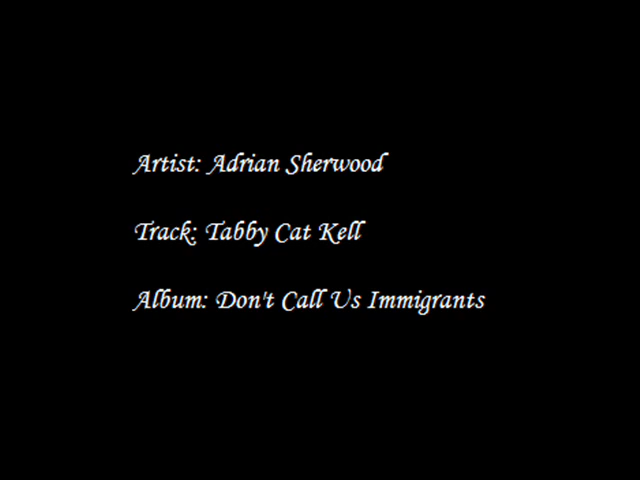 Artist: Adrian Sherwood
Track: Tabby Cat Kell
Album: Don't Call Us Immigrants